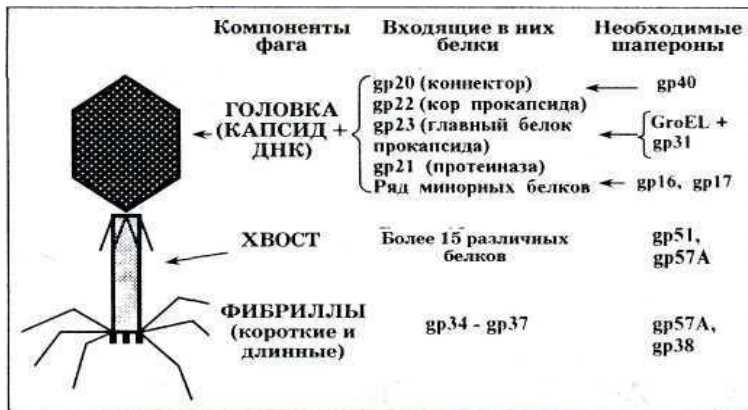 Компоненты фага
Входящие в них белки
Необходимые шапероны
ГОЛОВКА
(КАПСИД +
ДНК)
gp20 (коннектор)
gp22 (кор прокапсида)
gp23 (главный белок
прокапсида)
gp21 (протеиназа)
Ряд минорных белков
gp40
GroEL +
gp31
gp16, gp17
ХВОСТ
Более 15 различных
белков
gp51,
gp57A
ФИБРИЛЛЫ
(короткие и
длинные)
gp34 - gp37
gp57A,
gp38